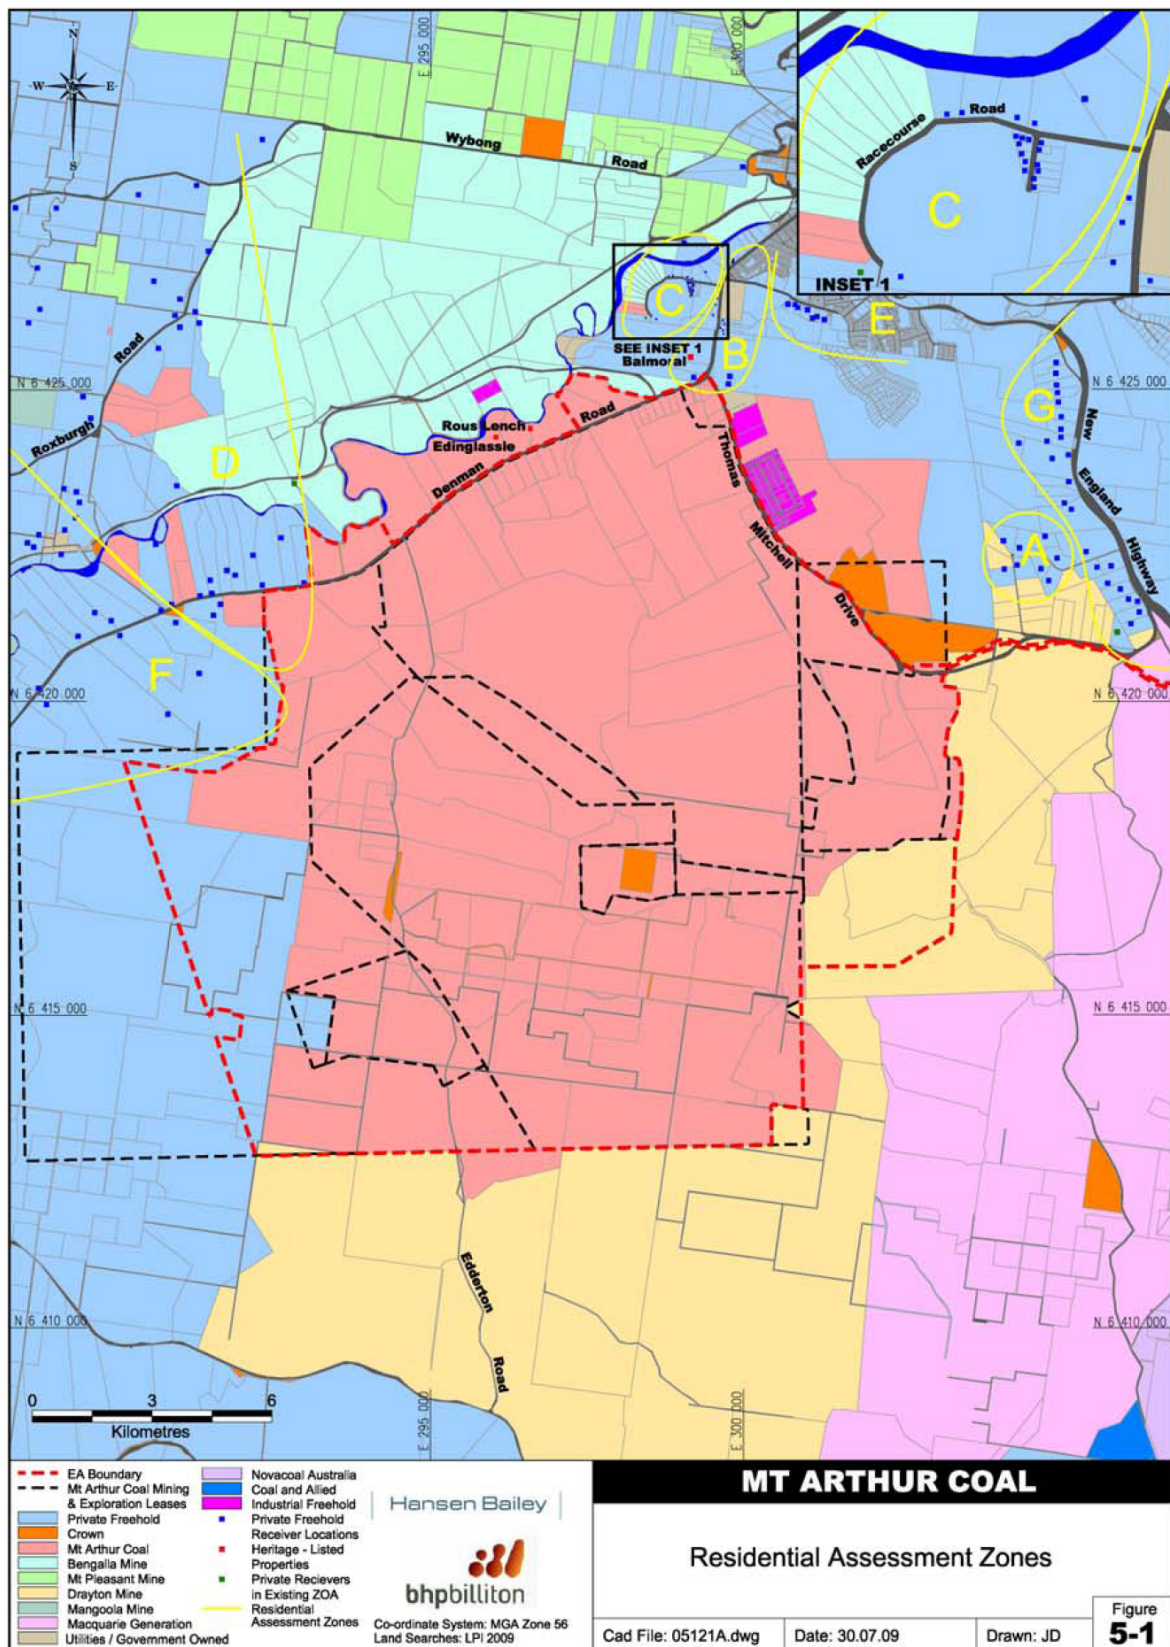 N
W E
S
E 295 000
E 300 000
Wybong
Road
Racecourse
Road
C
INSET 1
C
E
SEE INSET 1
Balmoral
B
N 6 425 000
N 6 425 000
Road
Roxburgh
Rous Lench
Edinglassie
Denman
Road
Thomas
Mitchell
Drive
G
New
England
Highway
D
A
F
N 6 420 000
N 6 420 000
N 6 415 000
N 6 415 000
Edderton
Road
N 6 410 000
N 6 410 000
0 3 6
Kilometres
E 295 000
E 300 000
EA Boundary
Mt Arthur Coal Mining
& Exploration Leases
Private Freehold
Crown
Mt Arthur Coal
Bengalla Mine
Mt Pleasant Mine
Drayton Mine
Mangoola Mine
Macquarie Generation
Utilities / Government Owned
Novacoal Australia
Coal and Allied
Industrial Freehold
Private Freehold
Receiver Locations
Heritage - Listed
Properties
Private Recievers
in Existing ZOA
Residential
Assessment Zones
Hansen Bailey
bhpbilliton
Co-ordinate System: MGA Zone 56
Land Searches: LPI 2009
MT ARTHUR COAL
Residential Assessment Zones
Cad File: 05121A.dwg
Date: 30.07.09
Drawn: JD
Figure
5-1